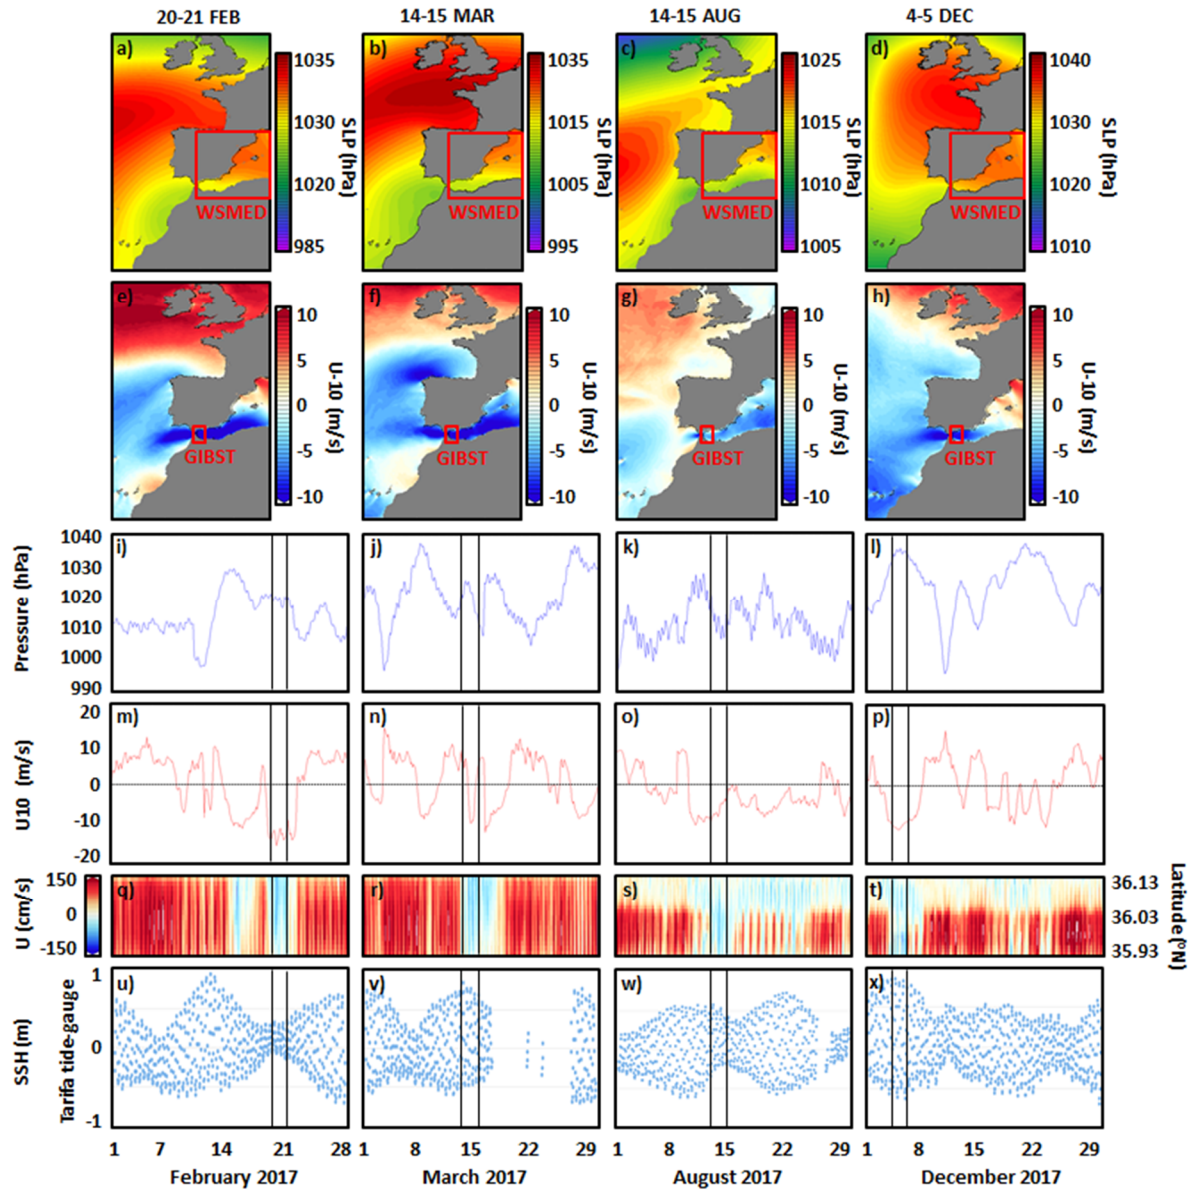 20-21 FEB 14-15 MAR 14-15 AUG 4-5 DEC
a) 1035 1030 1020 985 SLP (hPa) WSMED
b) 1035 1015 1005 995 SLP (hPa) WSMED
c) 1025 1015 1010 1005 SLP (hPa) WSMED
d) 1040 1030 1020 1010 SLP (hPa) WSMED
e) 10 5 0 -5 -10 U-10 (m/s) GIBST
f) 10 5 0 -5 -10 U-10 (m/s) GIBST
g) 10 5 0 -5 -10 U-10 (m/s) GIBST
h) 10 5 0 -5 -10 U-10 (m/s) GIBST
Pressure (hPa) 1040 1030 1020 1010 1000 990
i) j) k) l)
U10 (m/s) 20 10 0 -10 -20
m) n) o) p)
U (cm/s) 150 0 -150
q) r) s) t)
36.13 36.03 35.93 Latitude (ºN)
SSH (m)
Tarifa tide-gauge
1 0 -1
u) v) w) x)
1 7 14 21 28 1 8 15 22 29 1 8 15 22 29 1 8 15 22 29
February 2017 March 2017 August 2017 December 2017